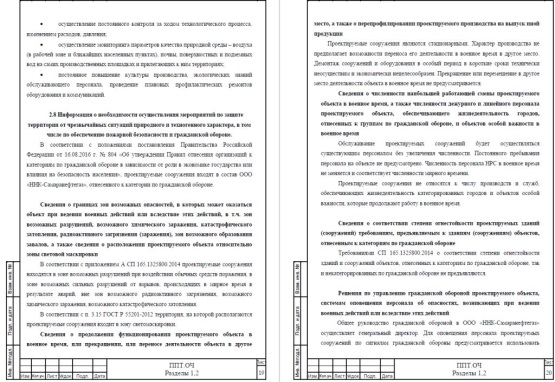 • осуществление постоянного контроля за ходом технологического процесса,
изменением расходов, давления;
• осуществление мониторинга параметров качества природной среды – воздуха
(в рабочей зоне и ближайших населенных пунктах), почвы, поверхностных и подземных
вод на своих производственных площадках и прилегающих к ним территориях;
• постоянное повышение культуры производства, экологических знаний
обслуживающего персонала, проведение плановых профилактических ремонтов
оборудования и коммуникаций.
2.8 Информация о необходимости осуществления мероприятий по защите
территории от чрезвычайных ситуаций природного и техногенного характера, в том
числе по обеспечению пожарной безопасности и гражданской обороне.
В соответствии с положениями постановления Правительства Российской
Федерации от 16.08.2016 г. № 804 «Об утверждении Правил отнесения организаций к
категориям по гражданской обороне в зависимости от роли в экономике государства или
влияния на безопасность населения», проектируемые сооружения входят в состав ООО
«ННК-Самаранефтегаз», отнесенного к категории по гражданской обороне.
Сведения о границах зон возможных опасностей, в которых может оказаться
объект при ведении военных действий или вследствие этих действий, в т.ч. зон
возможных разрушений, возможного химического заражения, катастрофического
затопления, радиоактивного загрязнения (заражения), зон возможного образования
завалов, а также сведения о расположении проектируемого объекта относительно
зоны световой маскировки
В соответствии с приложением А СП 165.1325800.2014 проектируемые сооружения
находятся в зоне возможных разрушений при воздействии обычных средств поражения, в
зоне возможных сильных разрушений от взрывов, происходящих в мирное время в
результате аварий, вне зон возможного радиоактивного загрязнения, возможного
химического заражения, возможного катастрофического затопления.
В соответствии с п. 3.15 ГОСТ Р 55201-2012 территория, на которой располагаются
проектируемые сооружения входит в зону светомаскировки.
Сведения о продолжении функционирования проектируемого объекта в
военное время, или прекращении, или переносе деятельности объекта в другое
Взам. инв. №
Подп. и дата
Инв. №подл.
Изм. Кол.уч Лист №док Подп. Дата
ППТ.ОЧ
Разделы 1,2
Лист
19
место, а также о перепрофилировании проектируемого производства на выпуск иной
продукции
Проектируемые сооружения являются стационарными. Характер производства не
предполагает возможности переноса его деятельности в военное время в другое место.
Демонтаж сооружений и оборудования в особый период в короткие сроки технически
неосуществим и экономически нецелесообразен. Прекращение или перемещение в другое
место деятельности объекта в военное время не предусматривается.
Сведения о численности наибольшей работающей смены проектируемого
объекта в военное время, а также численности дежурного и линейного персонала
проектируемого объекта, обеспечивающего жизнедеятельность городов,
отнесенных к группам по гражданской обороне, и объектов особой важности в
военное время
Обслуживание проектируемых сооружений будет осуществляться
существующим персоналом без увеличения численности. Постоянного пребывания
персонала на объекте не предусмотрено. Численность персонала НРС в военное время
не меняется и соответствует численности мирного времени.
Проектируемые сооружения не относятся к числу производств и служб,
обеспечивающих жизнедеятельность категорированных городов и объектов особой
важности, которые продолжают работу в военное время.
Сведения о соответствии степени огнестойкости проектируемых зданий
(сооружений) требованиям, предъявляемым к зданиям (сооружениям) объектов,
отнесенным к категориям по гражданской обороне
Требованиями СП 165.1325800.2014 о соответствии степени огнестойкости
зданий и сооружений объектов, отнесенных к категориям по гражданской обороне, так
и некатегорированных по гражданской обороне не предъявляются.
Решения по управлению гражданской обороной проектируемого объекта,
системам оповещения персонала об опасностях, возникающих при ведении
военных действий или вследствие этих действий
Общее руководство гражданской обороной в ООО «ННК-Самаранефтегаз»
осуществляет генеральный директор. Для оповещения персонала проектируемых
сооружений по сигналам гражданской обороны предусматривается использовать
Взам. инв. №
Подп. и дата
Инв. №подл.
Изм. Кол.уч Лист №док Подп. Дата
ППТ.ОЧ
Разделы 1,2
Лист
20